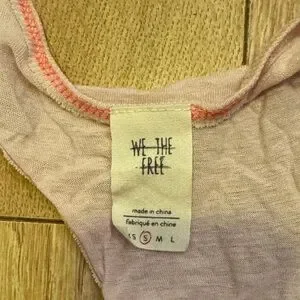 WE THE
FREE
made in china
fabriqué en chine
XS S M L